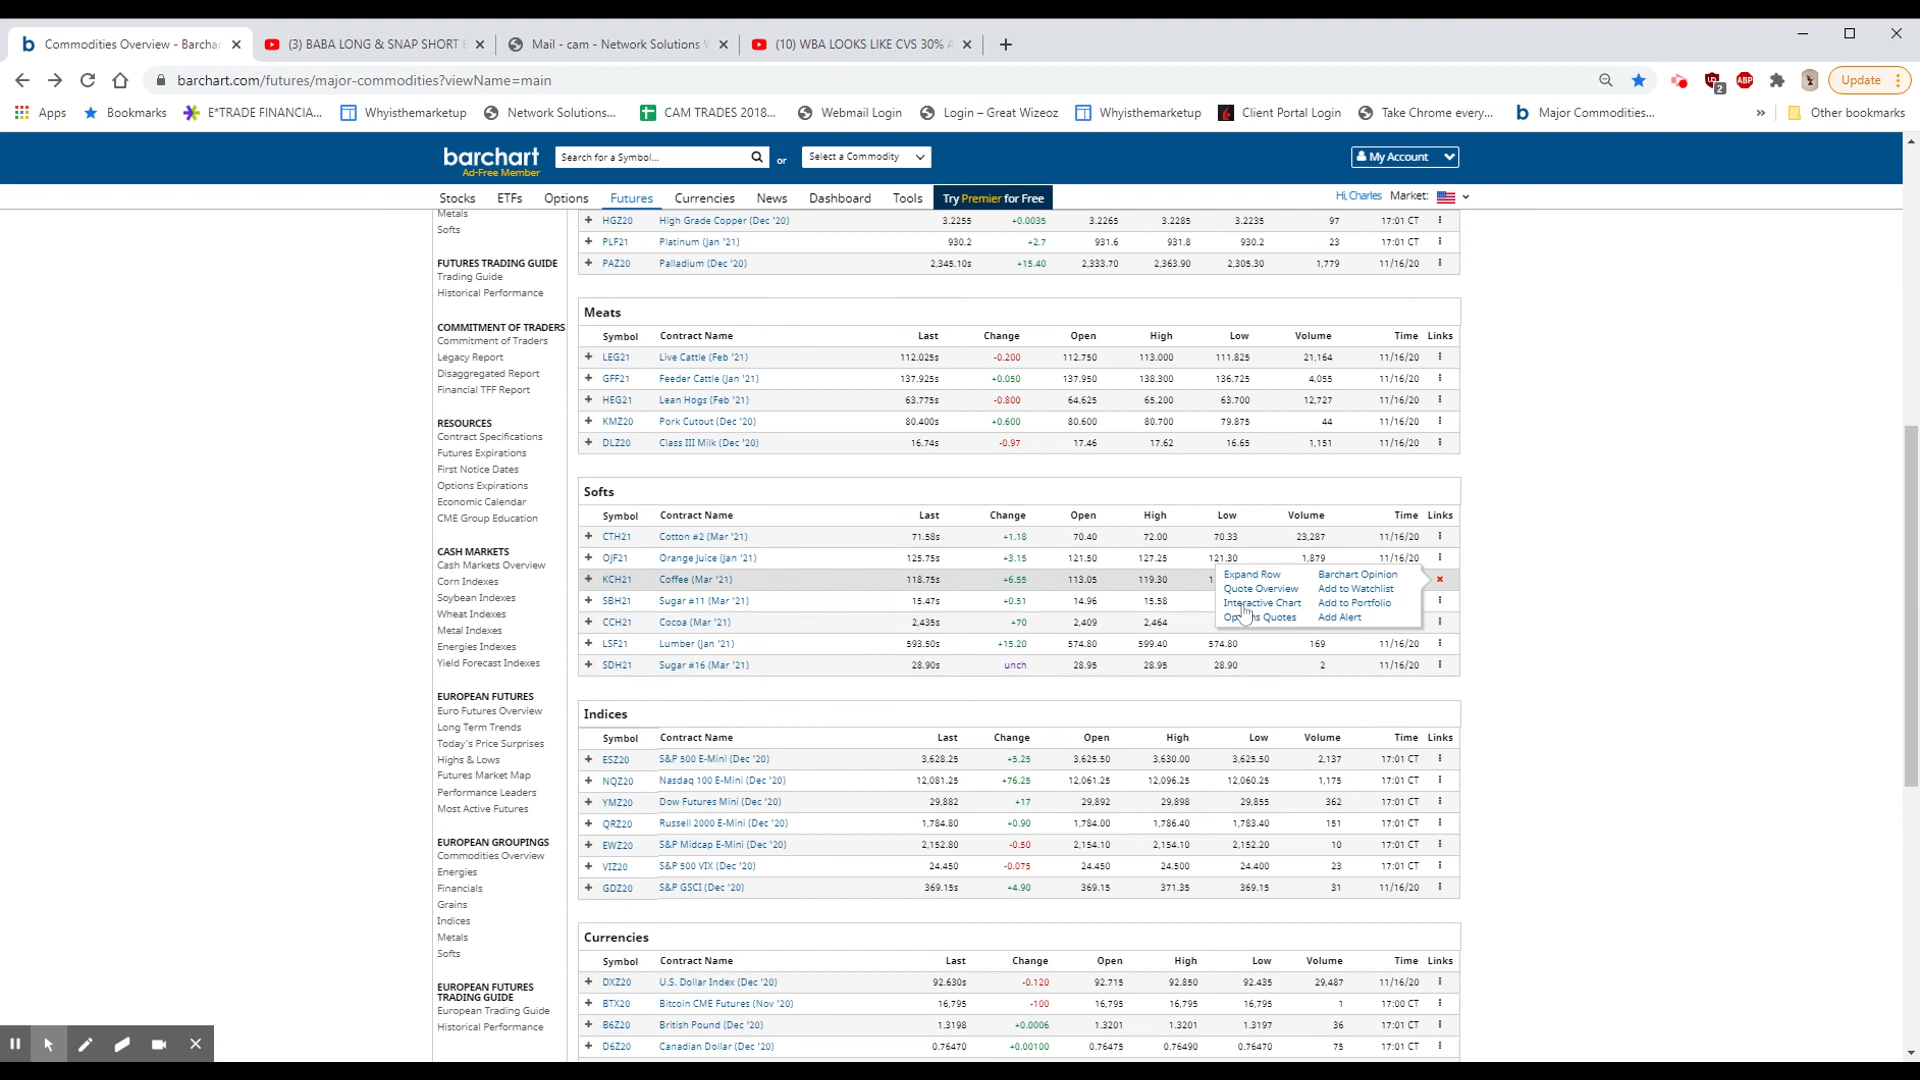 Commodities Overview - Barchar
(3) BABA LONG & SNAP SHORT
Mail - cam - Network Solutions
(10) WBA LOOKS LIKE CVS 30%
barchart.com/futures/major-commodities?viewName=main
2
ABP
Update
Apps
Bookmarks
E*TRADE FINANCIA...
Whyisthemarketup
Network Solutions...
CAM TRADES 2018...
Webmail Login
Login – Great Wizeoz
Whyisthemarketup
Client Portal Login
Take Chrome every...
Major Commodities...
»
Other bookmarks
barchart
Ad-Free Member
Search for a Symbol...
or
Select a Commodity
My Account
Stocks ETFs Options Futures Currencies News Dashboard Tools Try Premier for Free
Hi, Charles Market:
Metals
Softs
FUTURES TRADING GUIDE
Trading Guide
Historical Performance
COMMITMENT OF TRADERS
Commitment of Traders
Legacy Report
Disaggregated Report
Financial TFF Report
RESOURCES
Contract Specifications
Futures Expirations
First Notice Dates
Options Expirations
Economic Calendar
CME Group Education
CASH MARKETS
Cash Markets Overview
Corn Indexes
Soybean Indexes
Wheat Indexes
Metal Indexes
Energies Indexes
Yield Forecast Indexes
EUROPEAN FUTURES
Euro Futures Overview
Long Term Trends
Today's Price Surprises
Highs & Lows
Futures Market Map
Performance Leaders
Most Active Futures
EUROPEAN GROUPINGS
Commodities Overview
Energies
Financials
Grains
Indices
Metals
Softs
EUROPEAN FUTURES
TRADING GUIDE
European Trading Guide
Historical Performance
+ HGZ20 High Grade Copper (Dec '20) 3.2255 +0.0035 3.2265 3.2285 3.2235 97 17:01 CT
+ PLF21 Platinum (Jan '21) 930.2 +2.7 931.6 931.8 930.2 23 17:01 CT
+ PAZ20 Palladium (Dec '20) 2,345.10s +15.40 2,333.70 2,363.90 2,305.30 1,779 11/16/20
Meats
Symbol Contract Name Last Change Open High Low Volume Time Links
+ LEG21 Live Cattle (Feb '21) 112.025s -0.200 112.750 113.000 111.825 21,164 11/16/20
+ GFF21 Feeder Cattle (Jan '21) 137.925s +0.050 137.950 138.300 136.725 4,055 11/16/20
+ HEG21 Lean Hogs (Feb '21) 63.775s -0.800 64.625 65.200 63.700 12,727 11/16/20
+ KMZ20 Pork Cutout (Dec '20) 80.400s +0.600 80.600 80.700 79.875 44 11/16/20
+ DLZ20 Class III Milk (Dec '20) 16.74s -0.97 17.46 17.62 16.65 1,151 11/16/20
Softs
Symbol Contract Name Last Change Open High Low Volume Time Links
+ CTH21 Cotton #2 (Mar '21) 71.58s +1.18 70.40 72.00 70.33 23,287 11/16/20
+ OJF21 Orange Juice (Jan '21) 125.75s +3.15 121.50 127.25 121.30 1,879 11/16/20
+ KCH21 Coffee (Mar '21) 118.75s +6.55 113.05 119.30 1
+ SBH21 Sugar #11 (Mar '21) 15.47s +0.51 14.96 15.58
+ CCH21 Cocoa (Mar '21) 2,435s +70 2,409 2,464
+ LSF21 Lumber (Jan '21) 593.50s +15.20 574.80 599.40 574.80 169 11/16/20
+ SDH21 Sugar #16 (Mar '21) 28.90s unch 28.95 28.95 28.90 2 11/16/20
Expand Row Barchart Opinion
Quote Overview Add to Watchlist
Interactive Chart Add to Portfolio
Quotes Add Alert
Indices
Symbol Contract Name Last Change Open High Low Volume Time Links
+ ESZ20 S&P 500 E-Mini (Dec '20) 3,628.25 +5.25 3,625.50 3,630.00 3,625.50 2,137 17:01 CT
+ NQZ20 Nasdaq 100 E-Mini (Dec '20) 12,081.25 +76.25 12,061.25 12,096.25 12,060.25 1,175 17:01 CT
+ YMZ20 Dow Futures Mini (Dec '20) 29,882 +17 29,892 29,898 29,855 362 17:01 CT
+ QRZ20 Russell 2000 E-Mini (Dec '20) 1,784.80 +0.90 1,784.00 1,786.40 1,783.40 151 17:01 CT
+ EWZ20 S&P Midcap E-Mini (Dec '20) 2,152.80 -0.50 2,154.10 2,154.10 2,152.20 10 17:01 CT
+ VIZ20 S&P 500 VIX (Dec '20) 24.450 -0.075 24.450 24.500 24.400 23 17:01 CT
+ GDZ20 S&P GSCI (Dec '20) 369.15s +4.90 369.15 371.35 369.15 31 11/16/20
Currencies
Symbol Contract Name Last Change Open High Low Volume Time Links
+ DXZ20 U.S. Dollar Index (Dec '20) 92.630s -0.120 92.715 92.850 92.435 29,487 11/16/20
+ BTX20 Bitcoin CME Futures (Nov '20) 16,795 -100 16,795 16,795 16,795 1 17:00 CT
+ B6Z20 British Pound (Dec '20) 1.3198 +0.0006 1.3201 1.3201 1.3197 36 17:01 CT
+ D6Z20 Canadian Dollar (Dec '20) 0.76470 +0.00100 0.76475 0.76490 0.76470 75 17:01 CT